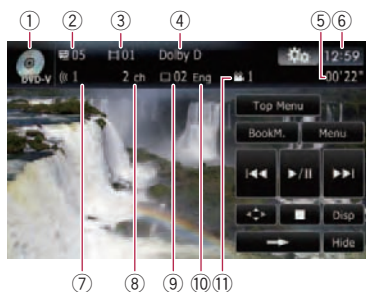 ① ② ③ ④ ⑤ ⑥
DVD-V 05 01 Dolby D 12:59
1 2 ch 02 Eng 1 00'22"
Top Menu
BookM. Menu
Disp
Hide
⑦ ⑧ ⑨ ⑩ ⑪